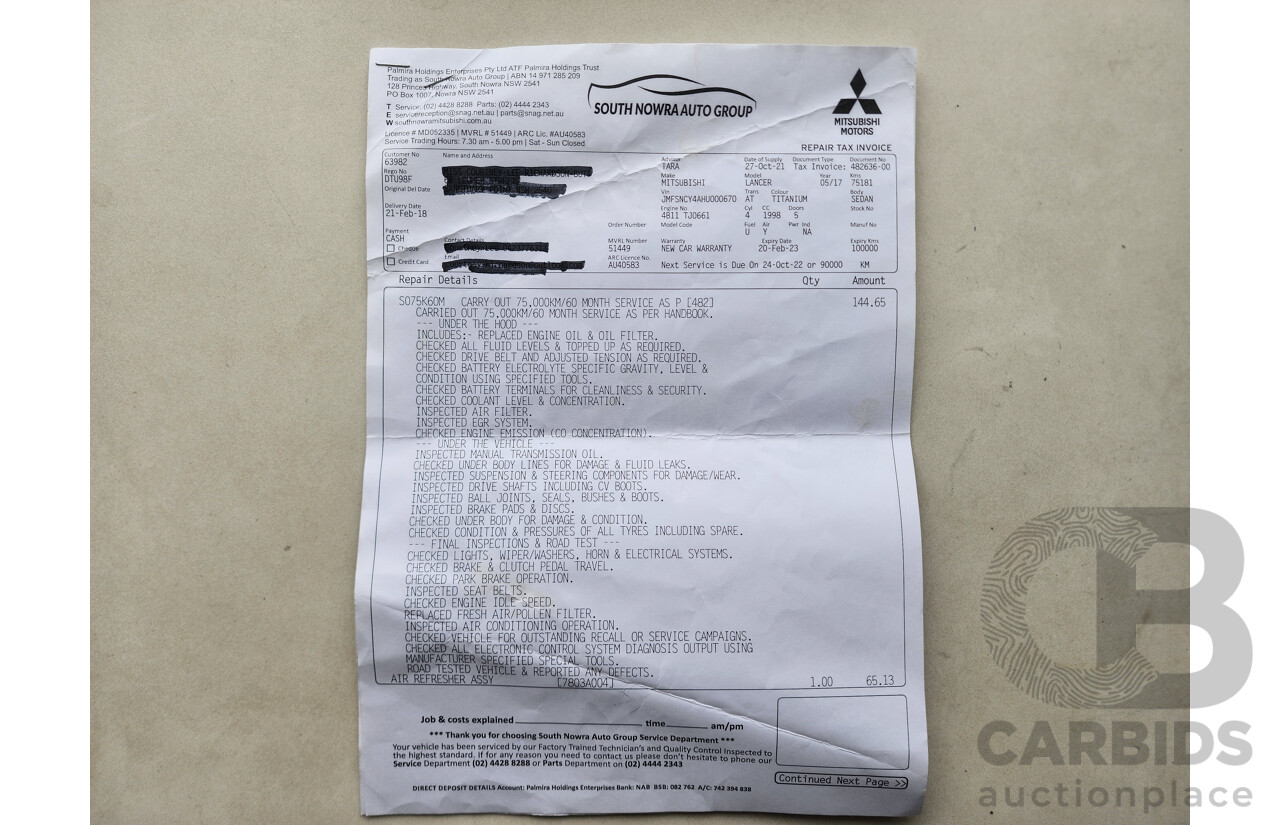 Palmira Holdings Enterprises Pty Ltd ATF Palmira Holdings Trust
Trading as South Nowra Auto Group | ABN 14 971 285 209
128 Princes Highway, South Nowra NSW 2541
PO Box 1007, Nowra NSW 2541
T Service: (02) 4428 8288 Parts: (02) 4444 2343
E servicereception@snag.net.au | parts@snag.net.au
W southnowramitsubishi.com.au
Licence # MD052335 | MVRL # 51449 | ARC Lic. #AU40583
Service Trading Hours: 7.30 am - 5.00 pm | Sat - Sun Closed
SOUTH NOWRA AUTO GROUP
MITSUBISHI
MOTORS
REPAIR TAX INVOICE
Customer No Name and Address Advisor Date of Supply Document Type Document No
63982 TARA 27-Oct-21 Tax Invoice: 482636-00
Rego No Make Model Year Kms
DTU98F MITSUBISHI LANCER 05/17 75181
Original Del Date Vin Trans Colour Body
JMFSNCY4AHU000670 AT TITANIUM SEDAN
Delivery Date Engine No Cyl CC Doors Stock No
21-Feb-18 4B11 TJ0661 4 1998 5
Order Number Model Code Fuel Air Pwr Ind Manuf No
U Y NA
Payment MVRL Number Warranty Expiry Date Expiry Kms
CASH 51449 NEW CAR WARRANTY 20-Feb-23 100000
Cheque Contact Details
Email ARC Licence No.
Credit Card AU40583 Next Service is Due On 24-Oct-22 or 90000 KM
Repair Details Qty Amount
S075K60M CARRY OUT 75,000KM/60 MONTH SERVICE AS P [482] 144.65
CARRIED OUT 75,000KM/60 MONTH SERVICE AS PER HANDBOOK.
--- UNDER THE HOOD ---
INCLUDES:- REPLACED ENGINE OIL & OIL FILTER.
CHECKED ALL FLUID LEVELS & TOPPED UP AS REQUIRED.
CHECKED DRIVE BELT AND ADJUSTED TENSION AS REQUIRED.
CHECKED BATTERY ELECTROLYTE SPECIFIC GRAVITY, LEVEL &
CONDITION USING SPECIFIED TOOLS.
CHECKED BATTERY TERMINALS FOR CLEANLINESS & SECURITY.
CHECKED COOLANT LEVEL & CONCENTRATION.
INSPECTED AIR FILTER.
INSPECTED EGR SYSTEM.
CHECKED ENGINE EMISSION (CO CONCENTRATION).
--- UNDER THE VEHICLE ---
INSPECTED MANUAL TRANSMISSION OIL.
CHECKED UNDER BODY LINES FOR DAMAGE & FLUID LEAKS.
INSPECTED SUSPENSION & STEERING COMPONENTS FOR DAMAGE/WEAR.
INSPECTED DRIVE SHAFTS INCLUDING CV BOOTS.
INSPECTED BALL JOINTS, SEALS, BUSHES & BOOTS.
INSPECTED BRAKE PADS & DISCS.
CHECKED UNDER BODY FOR DAMAGE & CONDITION.
CHECKED CONDITION & PRESSURES OF ALL TYRES INCLUDING SPARE.
--- FINAL INSPECTIONS & ROAD TEST ---
CHECKED LIGHTS, WIPER/WASHERS, HORN & ELECTRICAL SYSTEMS.
CHECKED BRAKE & CLUTCH PEDAL TRAVEL.
CHECKED PARK BRAKE OPERATION.
INSPECTED SEAT BELTS.
CHECKED ENGINE IDLE SPEED.
REPLACED FRESH AIR/POLLEN FILTER.
INSPECTED AIR CONDITIONING OPERATION.
CHECKED VEHICLE FOR OUTSTANDING RECALL OR SERVICE CAMPAIGNS.
CHECKED ALL ELECTRONIC CONTROL SYSTEM DIAGNOSIS OUTPUT USING
MANUFACTURER SPECIFIED SPECIAL TOOLS.
ROAD TESTED VEHICLE & REPORTED ANY DEFECTS.
AIR REFRESHER ASSY [7803A004] 1.00 65.13
Job & costs explained time am/pm
*** Thank you for choosing South Nowra Auto Group Service Department ***
Your vehicle has been serviced by our Factory Trained Technician's and Quality Control Inspected to
the highest standard. If for any reason you need to contact us please don't hesitate to phone our
Service Department (02) 4428 8288 or Parts Department on (02) 4444 2343
Continued Next Page >>
DIRECT DEPOSIT DETAILS Account: Palmira Holdings Enterprises Bank: NAB BSB: 082 762 A/C: 742 394 838
CARBIDS
auctionplace